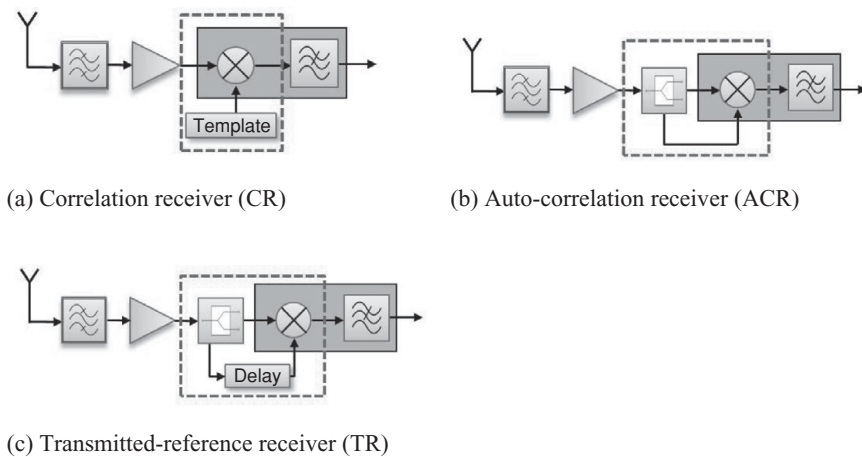 Template
(a) Correlation receiver (CR)
(b) Auto-correlation receiver (ACR)
Delay
(c) Transmitted-reference receiver (TR)